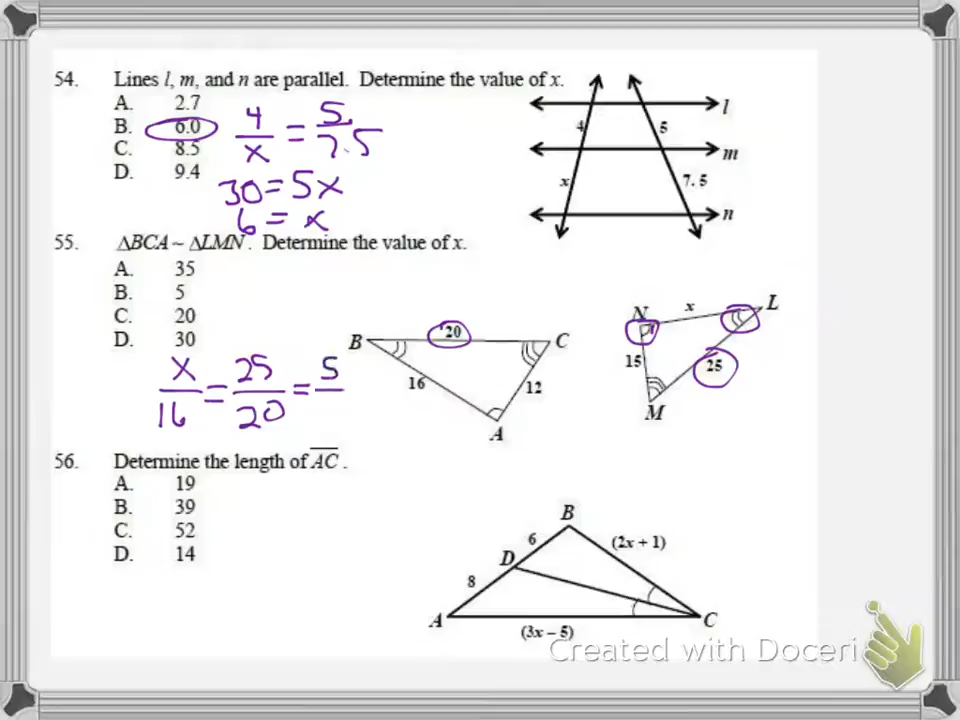 54. Lines l, m, and n are parallel. Determine the value of x.
A. 2.7
B. 6.0
C. 8.5
D. 9.4
4/x = 5/7.5
30 = 5x
6 = x
4
5
x
7.5
l
m
n
55. ΔBCA ~ ΔLMN. Determine the value of x.
A. 35
B. 5
C. 20
D. 30
x/16 = 25/20 = 5/
B
20
C
16
12
A
N
x
L
15
25
M
56. Determine the length of A̅C̅.
A. 19
B. 39
C. 52
D. 14
B
6
(2x + 1)
D
8
A
C
(3x – 5)
Created with Doceri